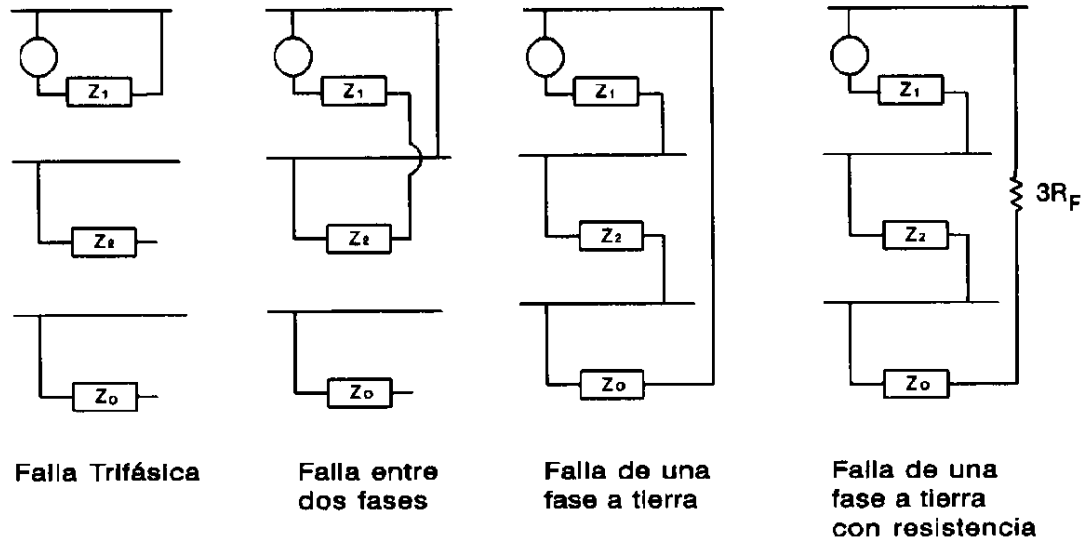 Z1
Z1
Z1
Z1
Z2
Z2
Z2
Z2
3RF
Z0
Z0
Z0
Z0
Falla Trifásica
Falla entre
dos fases
Falla de una
fase a tierra
Falla de una
fase a tierra
con resistencia